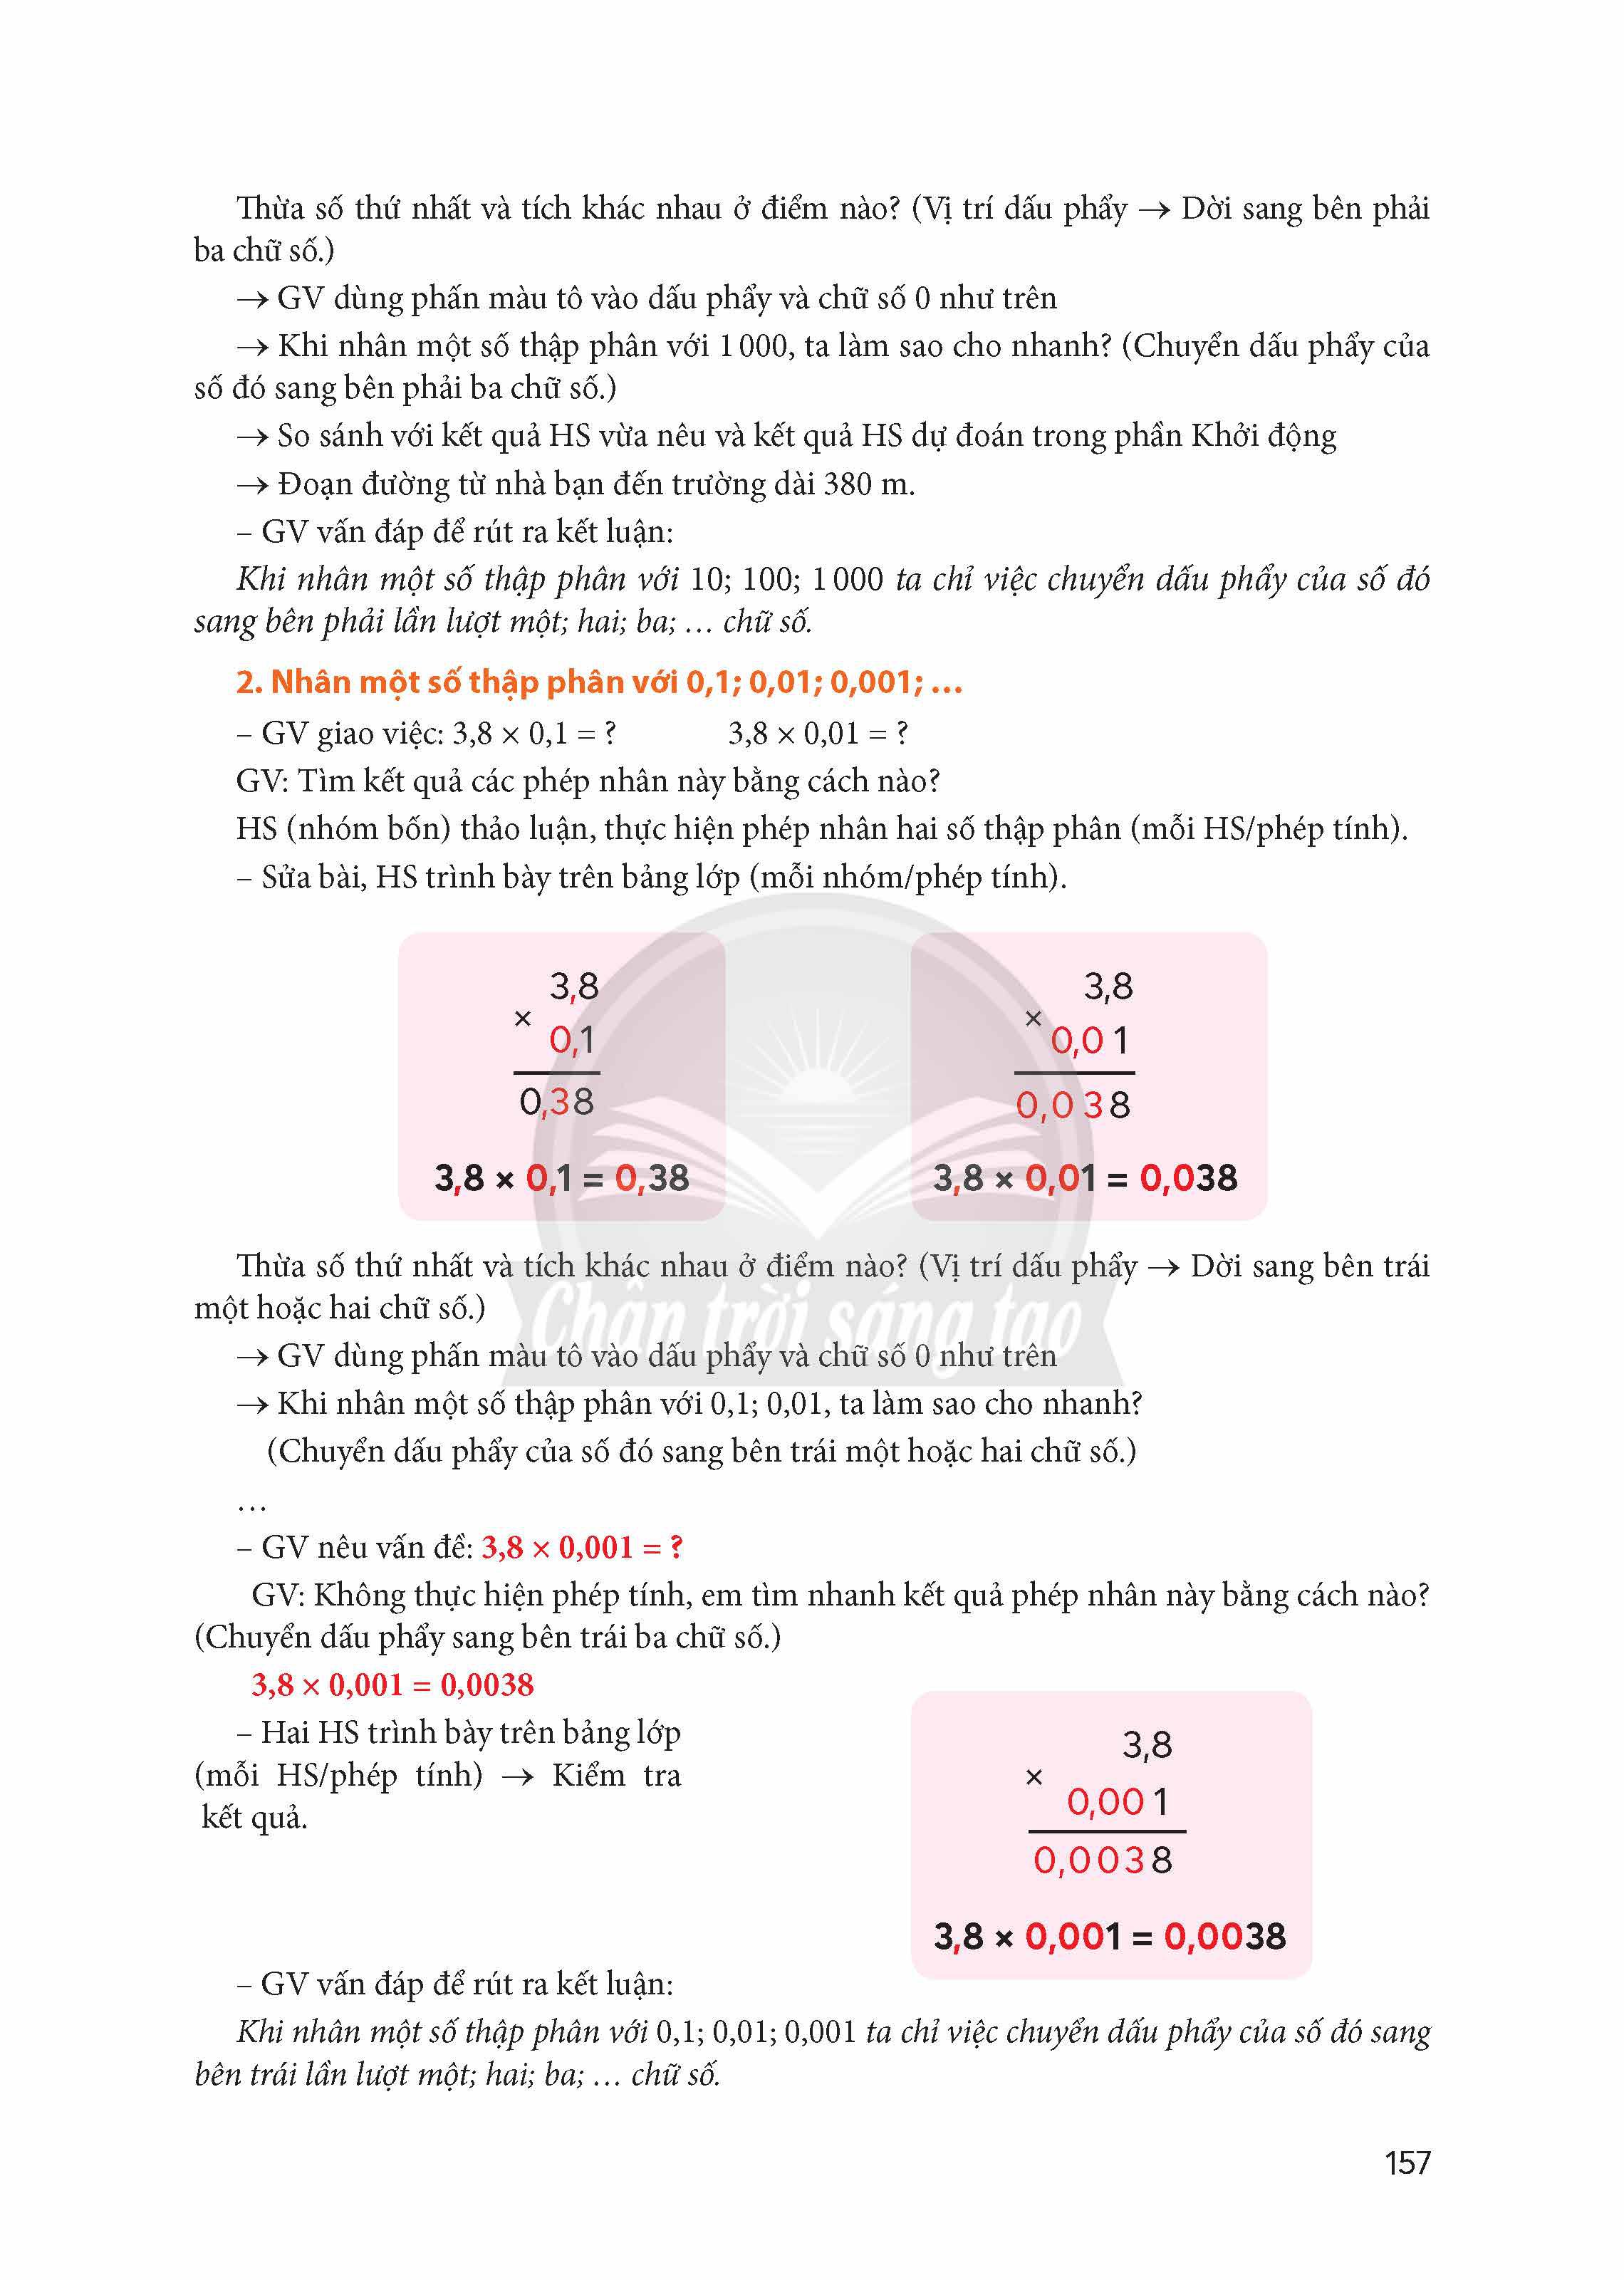 Thừa số thứ nhất và tích khác nhau ở điểm nào? (Vị trí dấu phẩy → Dời sang bên phải
ba chữ số.)
→ GV dùng phấn màu tô vào dấu phẩy và chữ số 0 như trên
→ Khi nhân một số thập phân với 1 000, ta làm sao cho nhanh? (Chuyển dấu phẩy của
số đó sang bên phải ba chữ số.)
→ So sánh với kết quả HS vừa nêu và kết quả HS dự đoán trong phần Khởi động
→ Đoạn đường từ nhà bạn đến trường dài 380 m.
– GV vấn đáp để rút ra kết luận:
Khi nhân một số thập phân với 10; 100; 1 000 ta chỉ việc chuyển dấu phẩy của số đó
sang bên phải lần lượt một; hai; ba; … chữ số.
2. Nhân một số thập phân với 0,1; 0,01; 0,001; …
– GV giao việc: 3,8 × 0,1 = ? 3,8 × 0,01 = ?
GV: Tìm kết quả các phép nhân này bằng cách nào?
HS (nhóm bốn) thảo luận, thực hiện phép nhân hai số thập phân (mỗi HS/phép tính).
– Sửa bài, HS trình bày trên bảng lớp (mỗi nhóm/phép tính).
3,8
×
0,1
0,38
3,8 × 0,1 = 0,38
3,8
×
0,01
0,038
3,8 × 0,01 = 0,038
Chân trời sáng tạo
Thừa số thứ nhất và tích khác nhau ở điểm nào? (Vị trí dấu phẩy → Dời sang bên trái
một hoặc hai chữ số.)
→ GV dùng phấn màu tô vào dấu phẩy và chữ số 0 như trên
→ Khi nhân một số thập phân với 0,1; 0,01, ta làm sao cho nhanh?
(Chuyển dấu phẩy của số đó sang bên trái một hoặc hai chữ số.)
…
– GV nêu vấn đề: 3,8 × 0,001 = ?
GV: Không thực hiện phép tính, em tìm nhanh kết quả phép nhân này bằng cách nào?
(Chuyển dấu phẩy sang bên trái ba chữ số.)
3,8 × 0,001 = 0,0038
– Hai HS trình bày trên bảng lớp
(mỗi HS/phép tính) → Kiểm tra
kết quả.
3,8
×
0,001
0,0038
3,8 × 0,001 = 0,0038
– GV vấn đáp để rút ra kết luận:
Khi nhân một số thập phân với 0,1; 0,01; 0,001 ta chỉ việc chuyển dấu phẩy của số đó sang
bên trái lần lượt một; hai; ba; … chữ số.
157